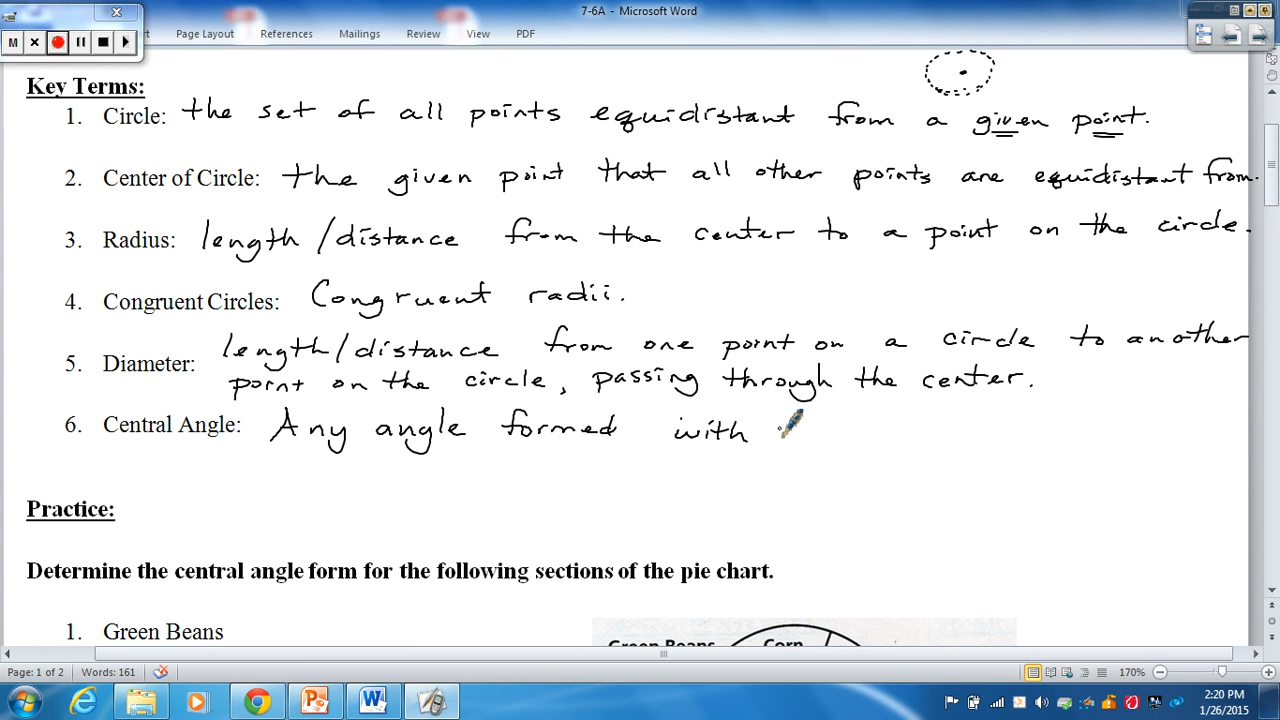 7-6A - Microsoft Word
Page Layout References Mailings Review View PDF
Key Terms:
1. Circle: the set of all points equidistant from a given point.
2. Center of Circle: the given point that all other points are equidistant from.
3. Radius: length/distance from the center to a point on the circle.
4. Congruent Circles: Congruent radii.
5. Diameter: length/distance from one point on a circle to another
point on the circle, passing through the center.
6. Central Angle: Any angle formed with
Practice:
Determine the central angle form for the following sections of the pie chart.
1. Green Beans
Green Beans Corn
Page: 1 of 2 Words: 161 170%
2:20 PM
1/26/2015